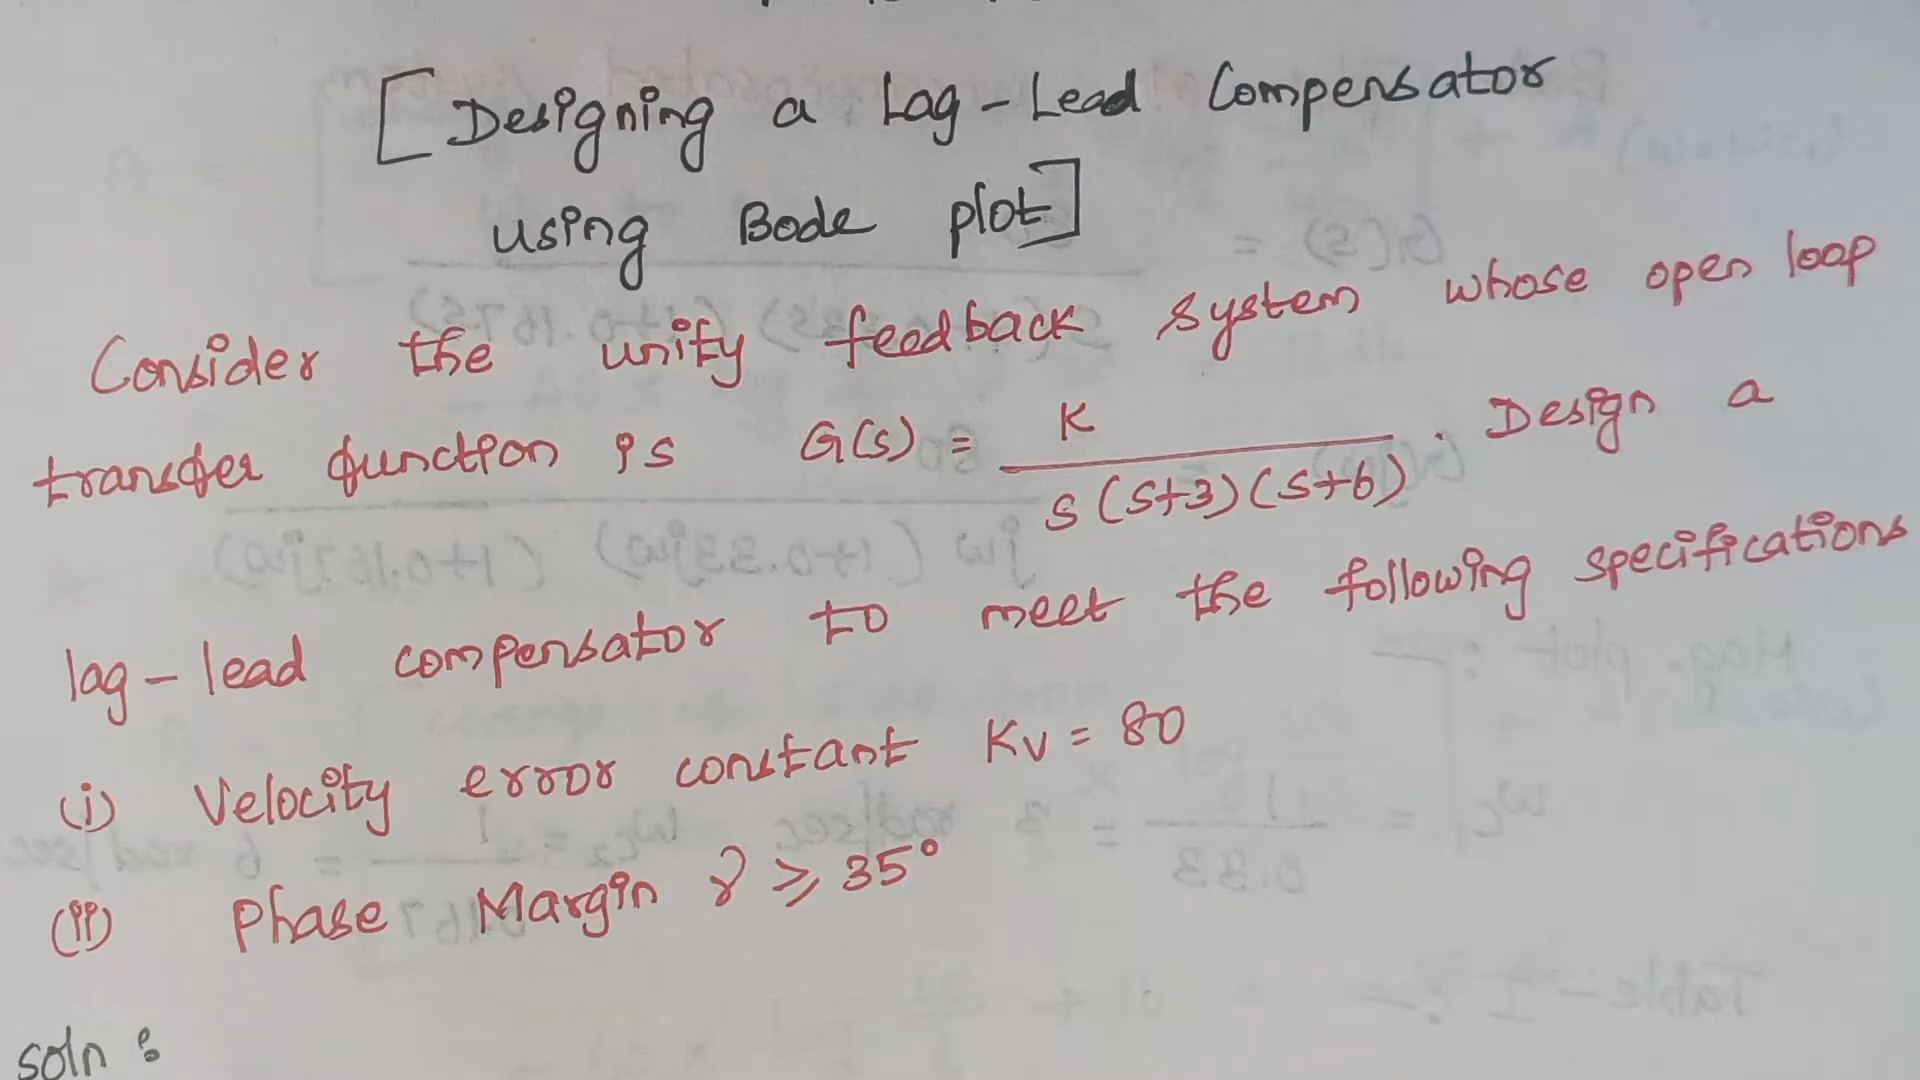 [Designing a Lag-Lead Compensator
using Bode plot]
Consider the unity feedback system whose open loop
transfer function is G(s) = K / s(s+3)(s+6). Design a
lag-lead compensator to meet the following specifications
(i) Velocity error constant Kv = 80
(ii) Phase Margin γ ≥ 35°
soln :